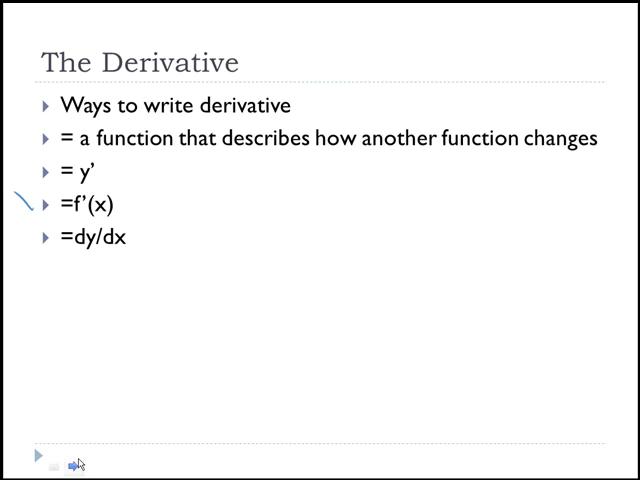 The Derivative
Ways to write derivative
= a function that describes how another function changes
= y’
=f’(x)
=dy/dx